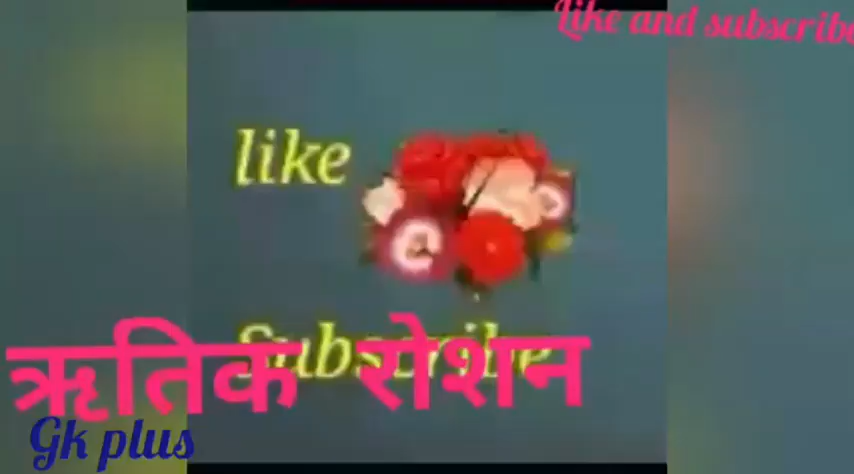 Like and subscribe
like
Subscribe
ऋतिक रोशन
Gk plus